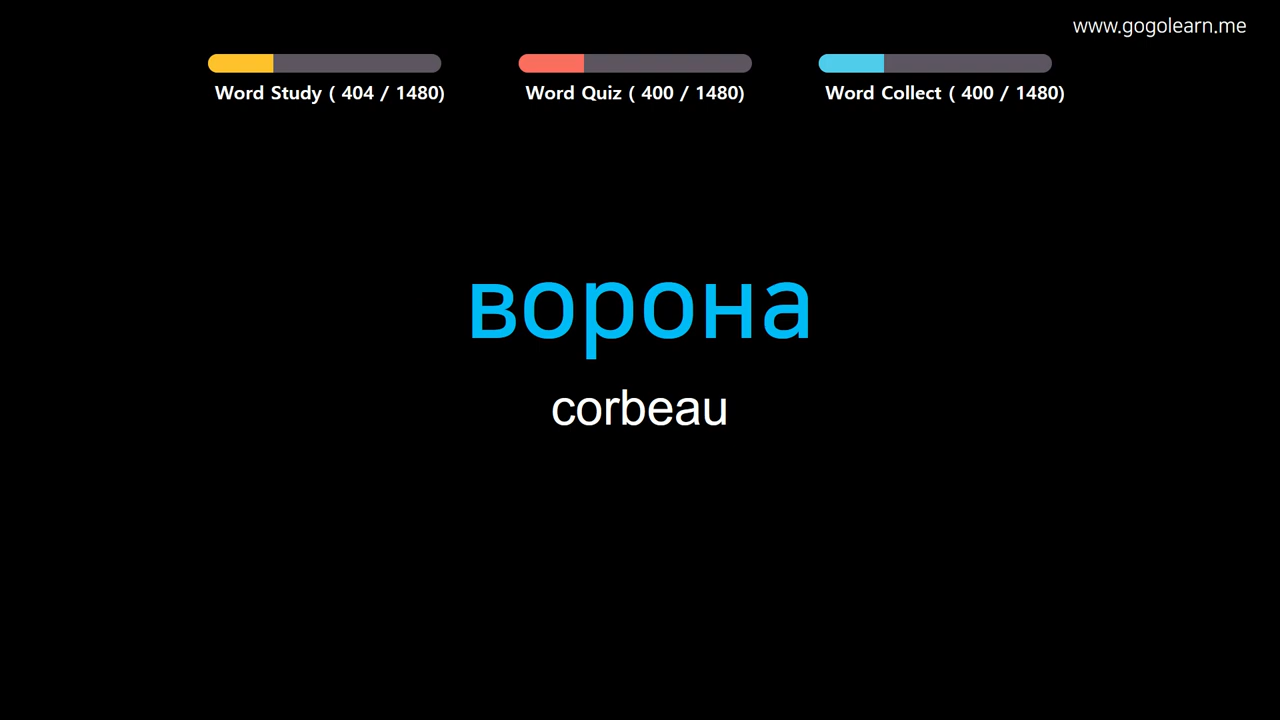 www.gogolearn.me
Word Study ( 404 / 1480)
Word Quiz ( 400 / 1480)
Word Collect ( 400 / 1480)
ворона
corbeau